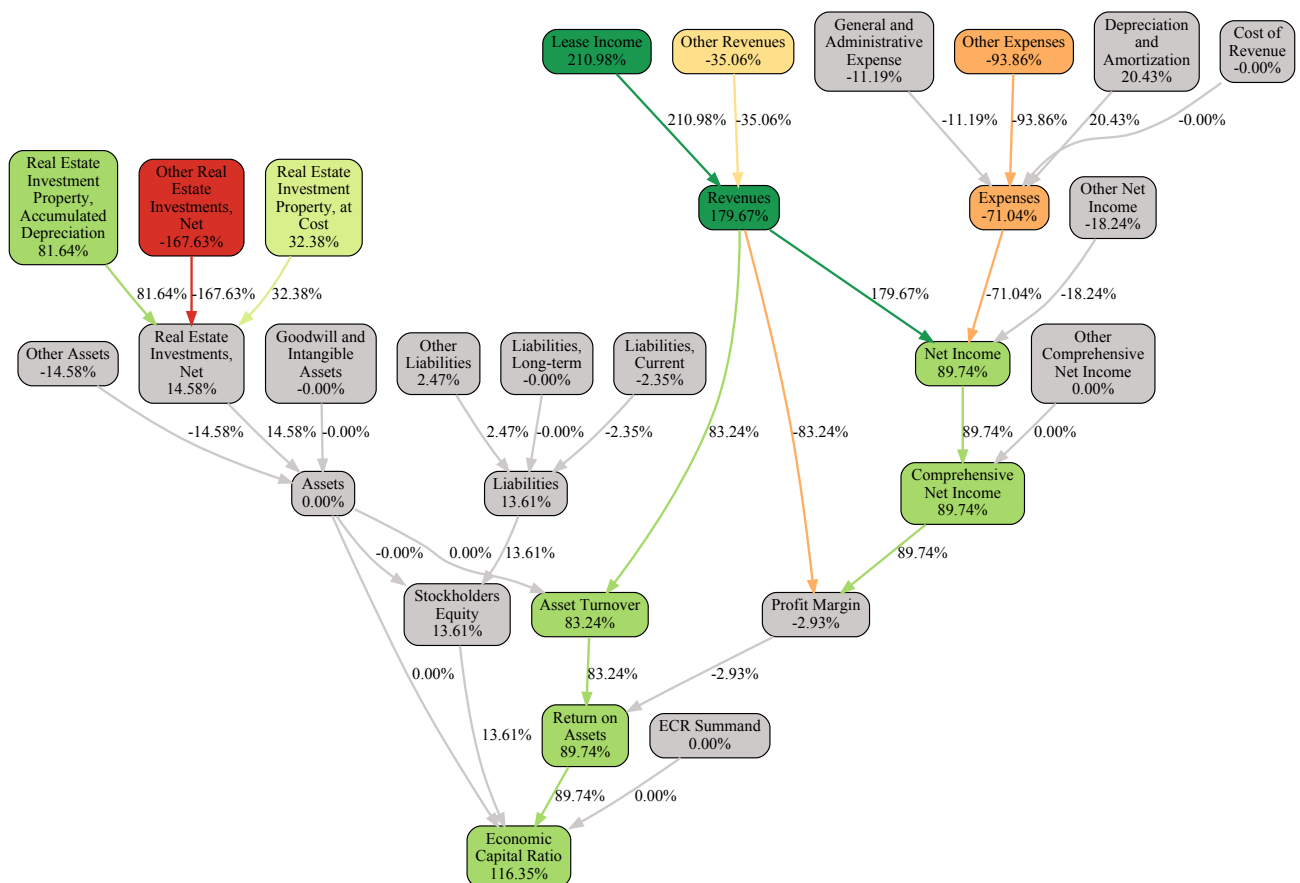 Lease Income
210.98%
Other Revenues
-35.06%
General and
Administrative
Expense
-11.19%
Other Expenses
-93.86%
Depreciation
and
Amortization
20.43%
Cost of
Revenue
-0.00%
210.98%
-35.06%
-11.19%
-93.86%
20.43%
-0.00%
Real Estate
Investment
Property,
Accumulated
Depreciation
81.64%
Other Real
Estate
Investments,
Net
-167.63%
Real Estate
Investment
Property, at
Cost
32.38%
Revenues
179.67%
Expenses
-71.04%
Other Net
Income
-18.24%
81.64%
-167.63%
32.38%
179.67%
-71.04%
-18.24%
Other Assets
-14.58%
Real Estate
Investments,
Net
14.58%
Goodwill and
Intangible
Assets
-0.00%
Other
Liabilities
2.47%
Liabilities,
Long-term
-0.00%
Liabilities,
Current
-2.35%
Net Income
89.74%
Other
Comprehensive
Net Income
0.00%
-14.58%
14.58%
-0.00%
2.47%
-0.00%
-2.35%
83.24%
-83.24%
89.74%
0.00%
Assets
0.00%
Liabilities
13.61%
Comprehensive
Net Income
89.74%
-0.00%
0.00%
13.61%
89.74%
Stockholders
Equity
13.61%
Asset Turnover
83.24%
Profit Margin
-2.93%
0.00%
83.24%
-2.93%
Return on
Assets
89.74%
ECR Summand
0.00%
13.61%
89.74%
0.00%
Economic
Capital Ratio
116.35%